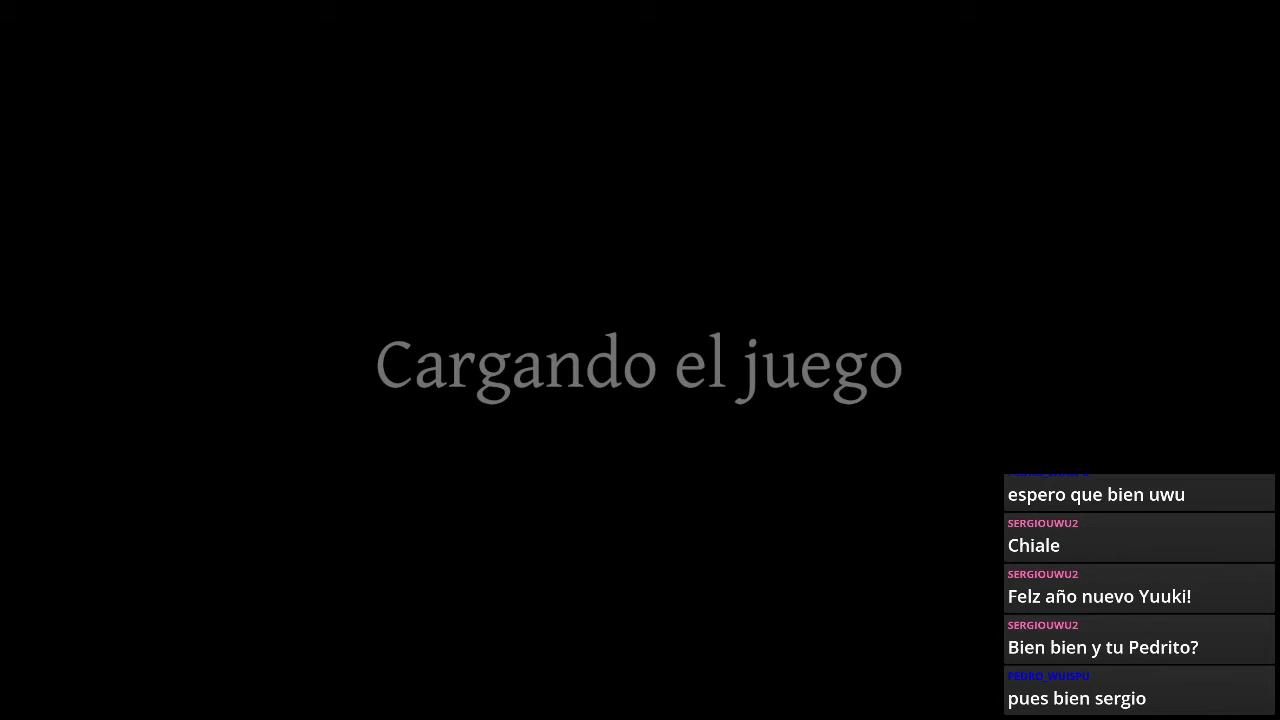 Cargando el juego
espero que bien uwu
SERGIOUWU2
Chiale
SERGIOUWU2
Felz año nuevo Yuuki!
SERGIOUWU2
Bien bien y tu Pedrito?
PEDRO_WUISPU
pues bien sergio